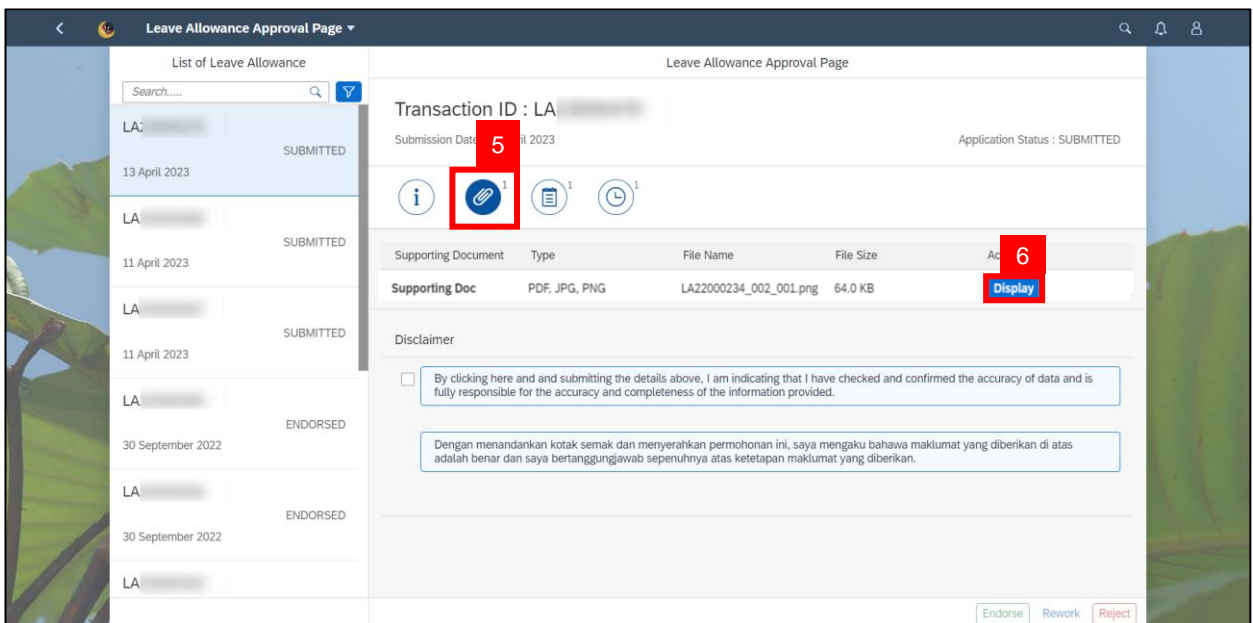 Leave Allowance Approval Page
List of Leave Allowance
Leave Allowance Approval Page
Search.....
LA
SUBMITTED
13 April 2023
LA
SUBMITTED
11 April 2023
LA
SUBMITTED
11 April 2023
LA
ENDORSED
30 September 2022
LA
ENDORSED
30 September 2022
LA
Transaction ID : LA
Submission Date 2023
Application Status : SUBMITTED
5
i
1
1
1
Supporting Document Type File Name File Size
6
Supporting Doc PDF, JPG, PNG LA22000234_002_001.png 64.0 KB Display
Disclaimer
By clicking here and and submitting the details above, I am indicating that I have checked and confirmed the accuracy of data and is
fully responsible for the accuracy and completeness of the information provided.
Dengan menandankan kotak semak dan menyerahkan permohonan ini, saya mengaku bahawa maklumat yang diberikan di atas
adalah benar dan saya bertanggungjawab sepenuhnya atas ketetapan maklumat yang diberikan.
Endorse Rework Reject